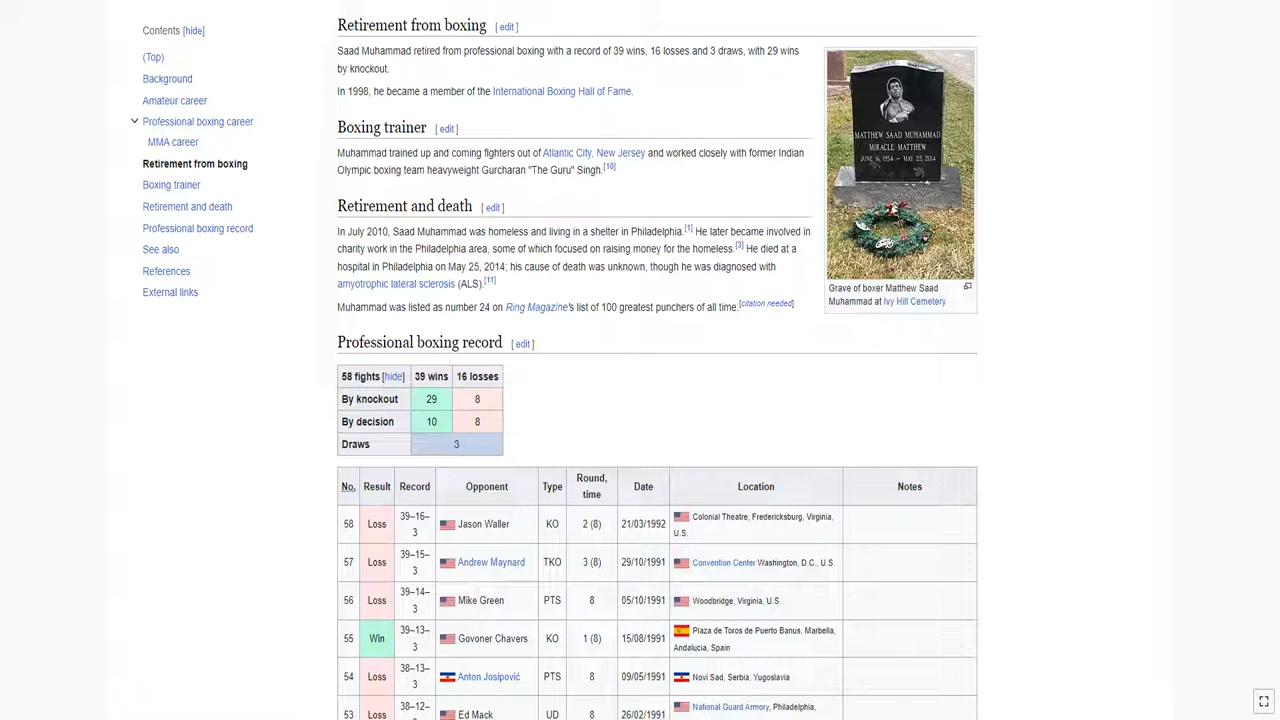 Contents [hide]
(Top)
Background
Amateur career
Professional boxing career
MMA career
Retirement from boxing
Boxing trainer
Retirement and death
Professional boxing record
See also
References
External links
Retirement from boxing [ edit ]
Saad Muhammad retired from professional boxing with a record of 39 wins, 16 losses and 3 draws, with 29 wins
by knockout.
In 1998, he became a member of the International Boxing Hall of Fame.
Boxing trainer [ edit ]
Muhammad trained up and coming fighters out of Atlantic City, New Jersey and worked closely with former Indian
Olympic boxing team heavyweight Gurcharan "The Guru" Singh.[10]
Retirement and death [ edit ]
In July 2010, Saad Muhammad was homeless and living in a shelter in Philadelphia.[1] He later became involved in
charity work in the Philadelphia area, some of which focused on raising money for the homeless.[3] He died at a
hospital in Philadelphia on May 25, 2014; his cause of death was unknown, though he was diagnosed with
amyotrophic lateral sclerosis (ALS).[11]
Muhammad was listed as number 24 on Ring Magazine's list of 100 greatest punchers of all time.[citation needed]
MATTHEW SAAD MUHAMMAD
MIRACLE MATTHEW
JUNE 16, 1954 — MAY 25, 2014
Grave of boxer Matthew Saad
Muhammad at Ivy Hill Cemetery
Professional boxing record [ edit ]
58 fights [hide] 39 wins 16 losses
By knockout 29 8
By decision 10 8
Draws 3
No. Result Record Opponent Type Round, time Date Location Notes
58 Loss 39–16–3 Jason Waller KO 2 (8) 21/03/1992 Colonial Theatre, Fredericksburg, Virginia, U.S.
57 Loss 39–15–3 Andrew Maynard TKO 3 (8) 29/10/1991 Convention Center Washington, D.C., U.S.
56 Loss 39–14–3 Mike Green PTS 8 05/10/1991 Woodbridge, Virginia, U.S.
55 Win 39–13–3 Govoner Chavers KO 1 (8) 15/08/1991 Plaza de Toros de Puerto Banus, Marbella, Andalucia, Spain
54 Loss 38–13–3 Anton Josipović PTS 8 09/05/1991 Novi Sad, Serbia, Yugoslavia
53 Loss 38–12– Ed Mack UD 8 26/02/1991 National Guard Armory, Philadelphia,